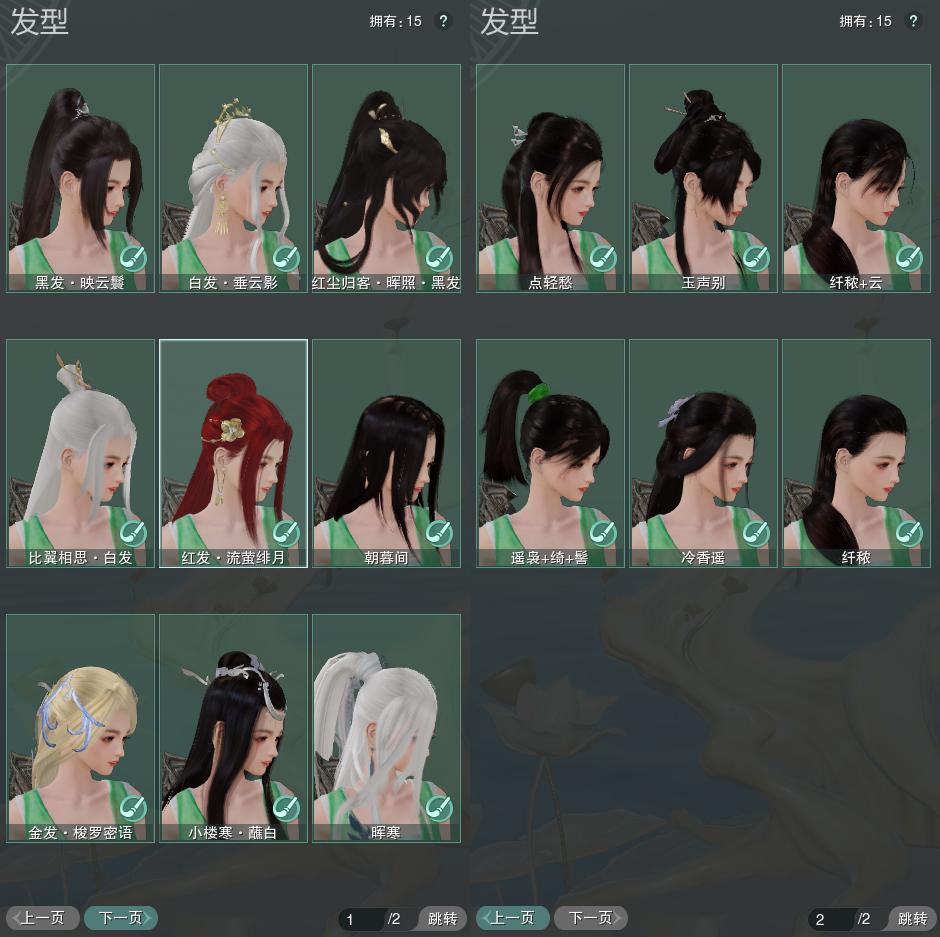 发型
拥有:15 ?
黑发·映云鬟
白发·垂云影
红尘归客·晖照·黑发
比翼相思·白发
红发·流萤绯月
朝暮间
金发·梭罗密语
小楼寒·蘸白
晖寒
上一页
下一页
1 /2
跳转
发型
拥有:15 ?
点轻愁
玉声别
纤秾+云
遥袅+绮+髻
冷香遥
纤秾
上一页
下一页
2 /2
跳转